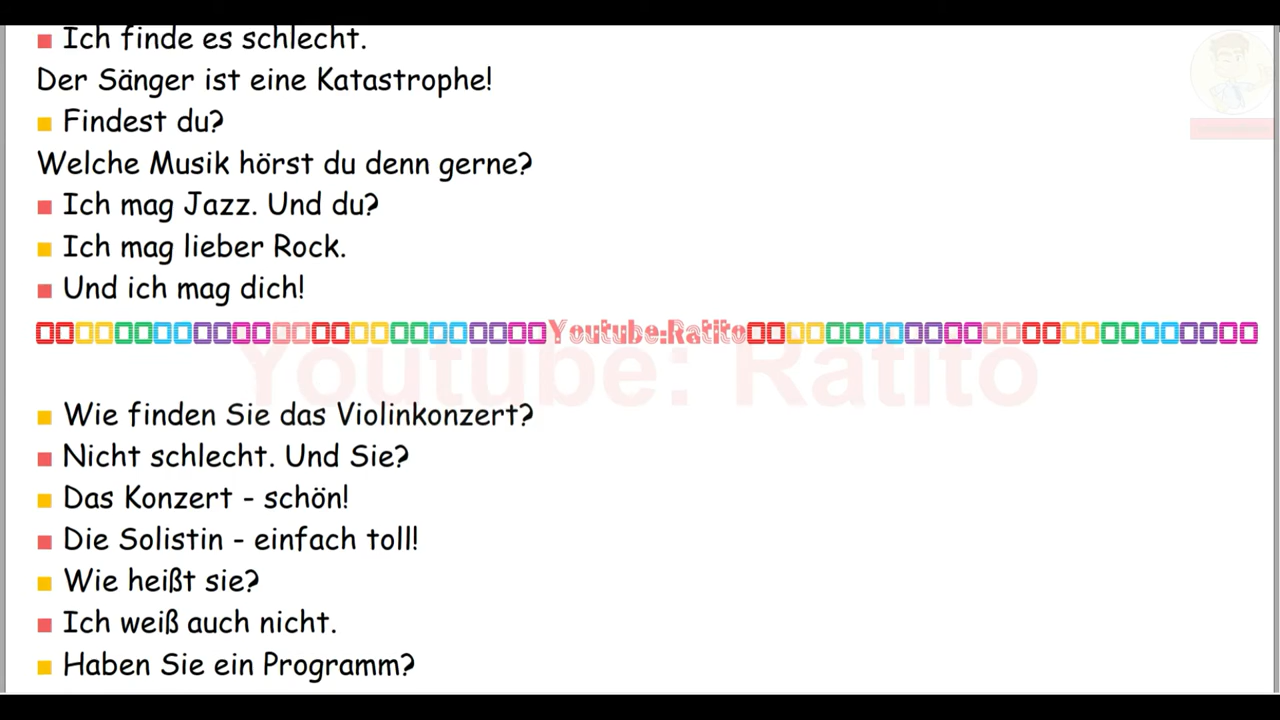 Ich finde es schlecht.
Der Sänger ist eine Katastrophe!
Findest du?
Welche Musik hörst du denn gerne?
Ich mag Jazz. Und du?
Ich mag lieber Rock.
Und ich mag dich!
Youtube:Ratito
Youtube: Ratito
Wie finden Sie das Violinkonzert?
Nicht schlecht. Und Sie?
Das Konzert - schön!
Die Solistin - einfach toll!
Wie heißt sie?
Ich weiß auch nicht.
Haben Sie ein Programm?